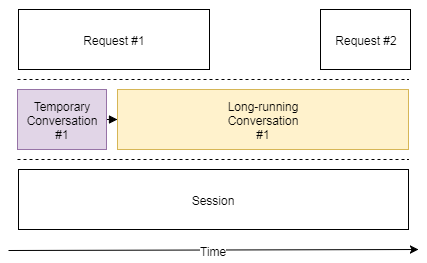 Request #1
Request #2
Temporary
Conversation
#1
Long-running
Conversation
#1
Session
Time